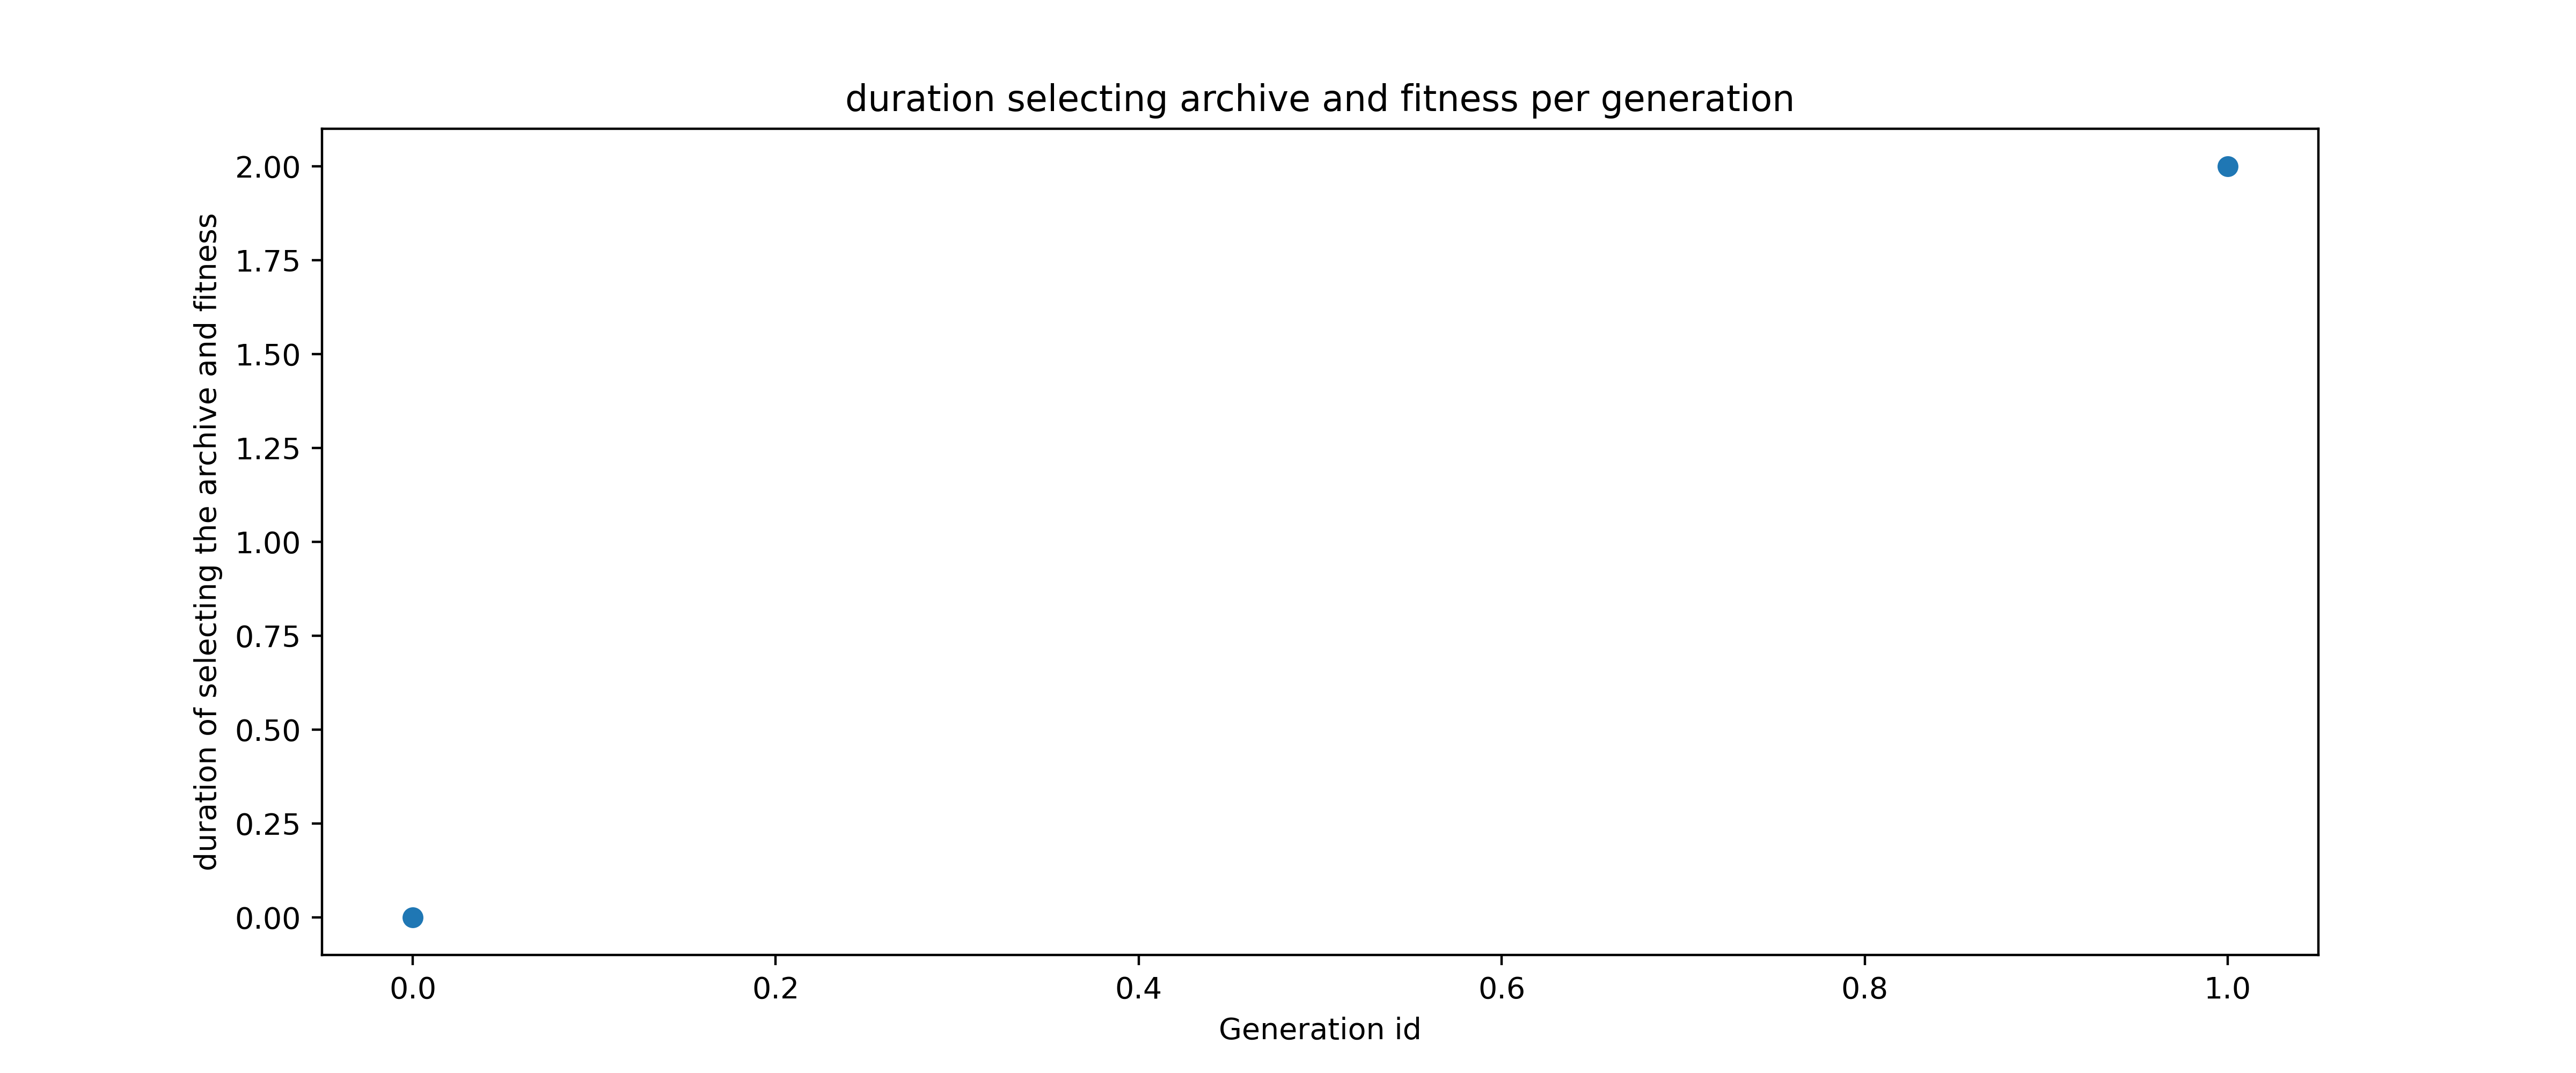 duration selecting archive and fitness per generation
duration of selecting the archive and fitness
2.00
1.75
1.50
1.25
1.00
0.75
0.50
0.25
0.00
0.0 0.2 0.4 0.6 0.8 1.0
Generation id